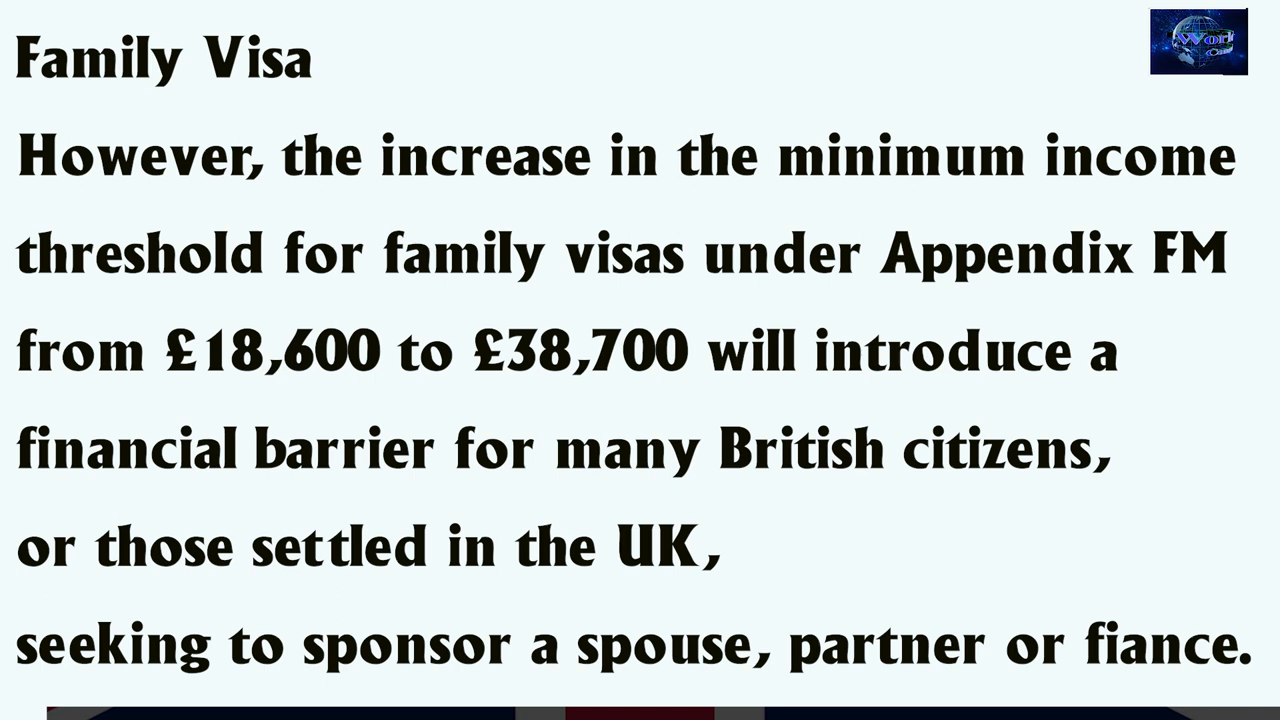 Family Visa
However, the increase in the minimum income
threshold for family visas under Appendix FM
from £18,600 to £38,700 will introduce a
financial barrier for many British citizens,
or those settled in the UK,
seeking to sponsor a spouse, partner or fiance.